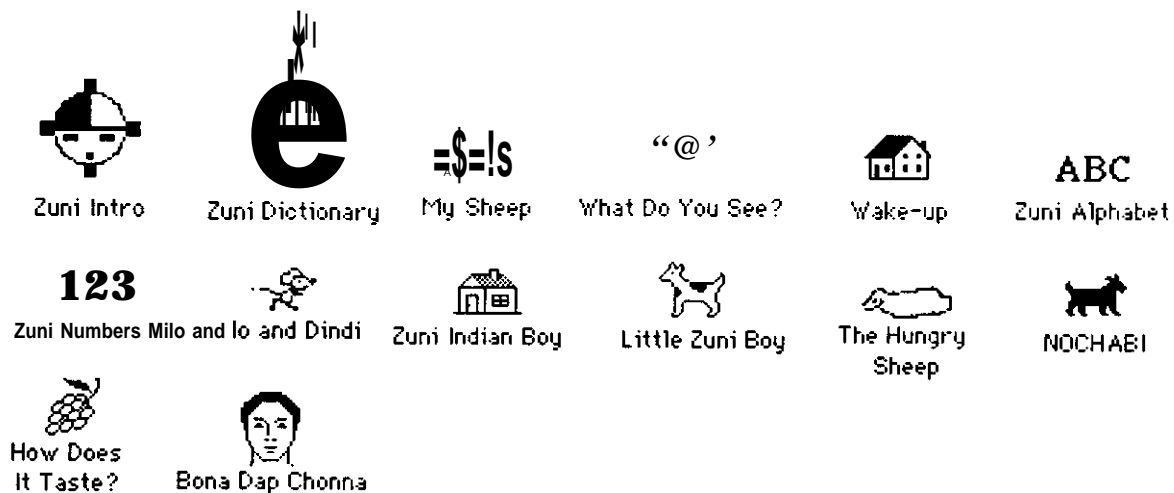 e
=$=!s
“@ ’
ABC
Zuni Intro
Zuni Dictionary
My Sheep
What Do You See?
Wake-up
Zuni Alphabet
123
Zuni Numbers Milo and lo and Dindi
Zuni Indian Boy
Little Zuni Boy
The Hungry
Sheep
NOCHABI
How Does
It Taste?
Bona Dap Chonna